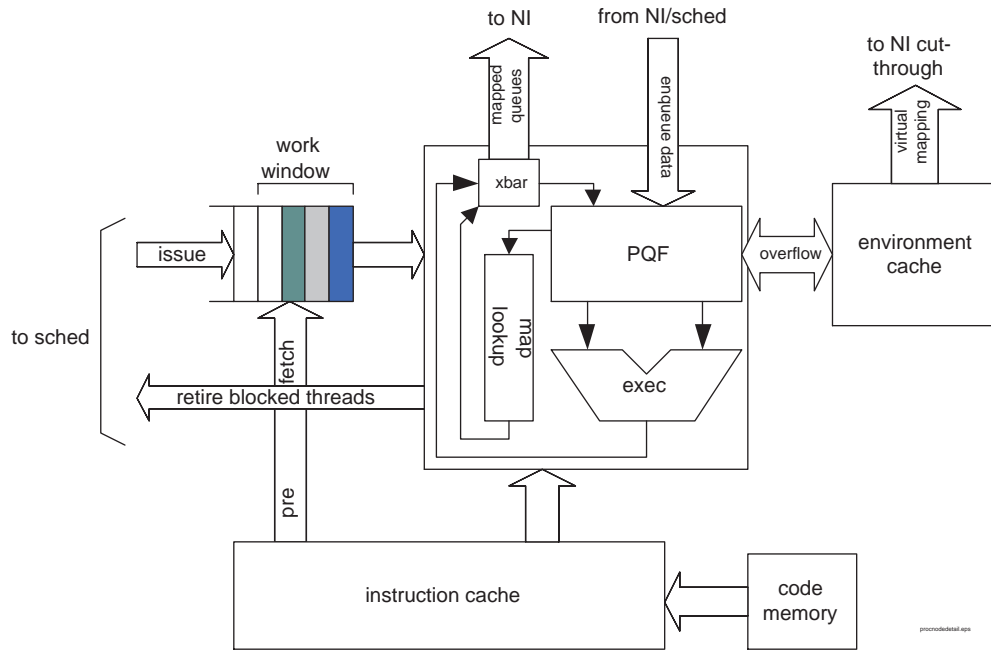 to NI
from NI/sched
to NI cut-
through
mapped
queues
enqueue data
virtual
mapping
work
window
xbar
issue
PQF
overflow
environment
cache
map
lookup
to sched
fetch
exec
retire blocked threads
pre
instruction cache
code
memory
procnodedetail.eps